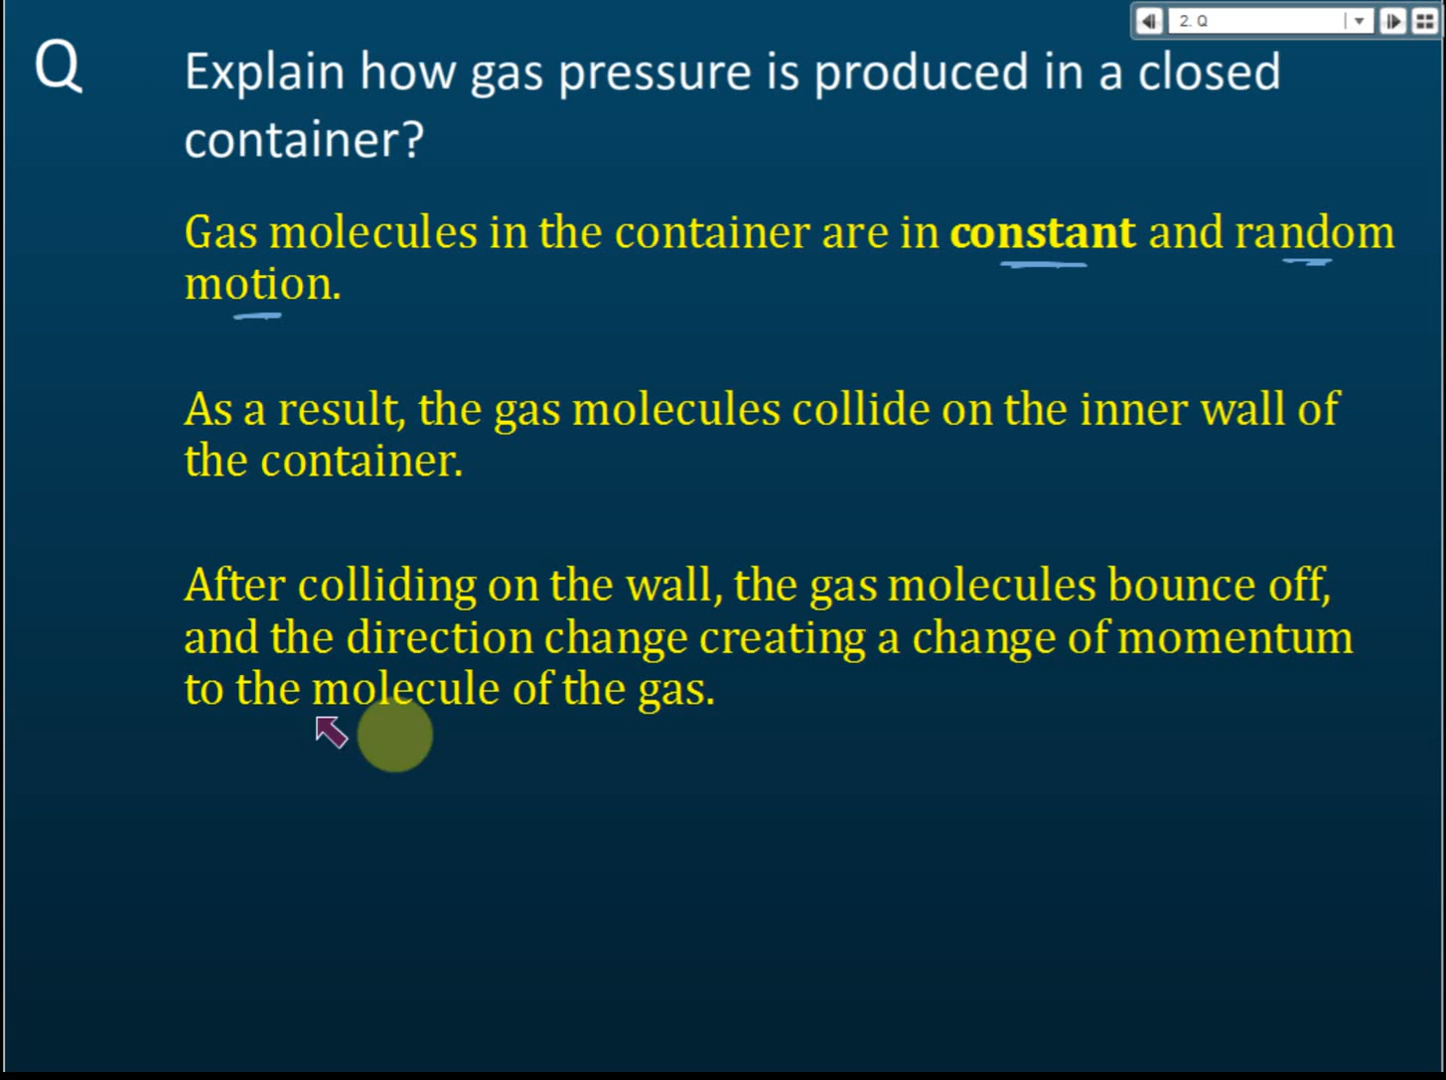 2. Q
Q
Explain how gas pressure is produced in a closed
container?
Gas molecules in the container are in constant and random
motion.
As a result, the gas molecules collide on the inner wall of
the container.
After colliding on the wall, the gas molecules bounce off,
and the direction change creating a change of momentum
to the molecule of the gas.